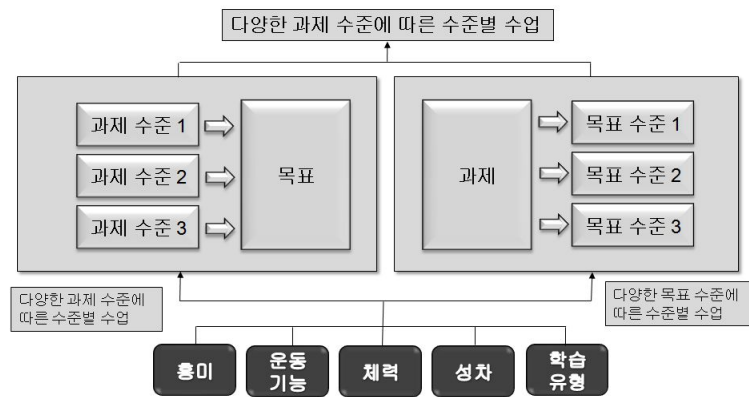 다양한 과제 수준에 따른 수준별 수업
과제 수준 1
과제 수준 2
과제 수준 3
목표
과제
목표 수준 1
목표 수준 2
목표 수준 3
다양한 과제 수준에
따른 수준별 수업
다양한 목표 수준에
따른 수준별 수업
흥미
운동
기능
체력
성차
학습
유형